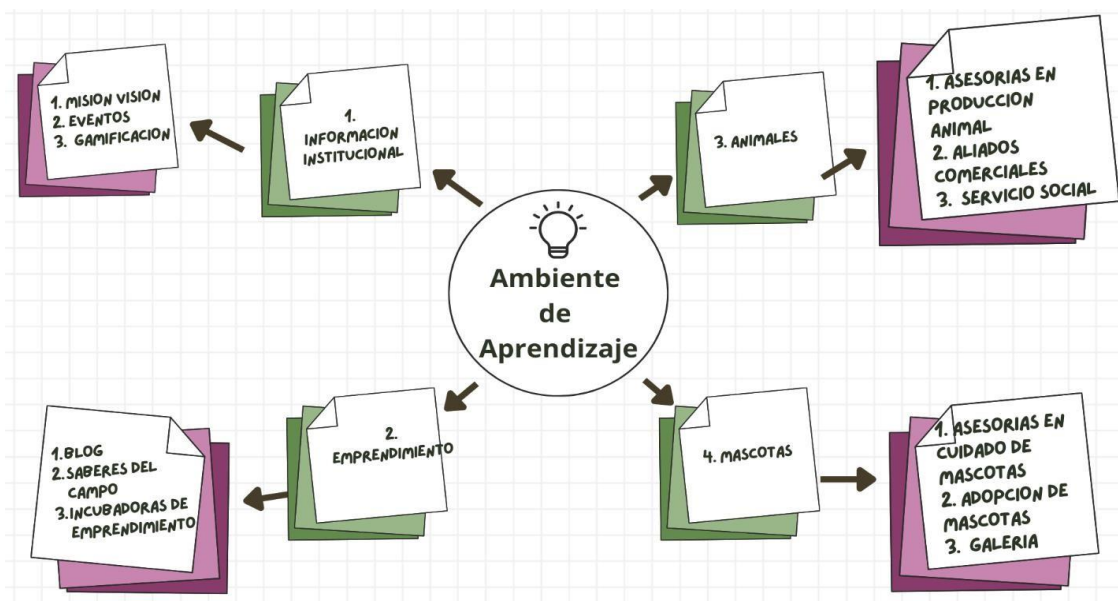 1. MISION VISION
2. EVENTOS
3. GAMIFICACION
1.
INFORMACION
INSTITUCIONAL
3. ANIMALES
1. ASESORIAS EN
PRODUCCION
ANIMAL
2. ALIADOS
COMERCIALES
3. SERVICIO SOCIAL
Ambiente
de
Aprendizaje
1.BLOG
2.SABERES DEL
CAMPO
3.INCUBADORAS DE
EMPRENDIMIENTO
2.
EMPRENDIMIENTO
4. MASCOTAS
1. ASESORIAS EN
CUIDADO DE
MASCOTAS
2. ADOPCION DE
MASCOTAS
3. GALERIA